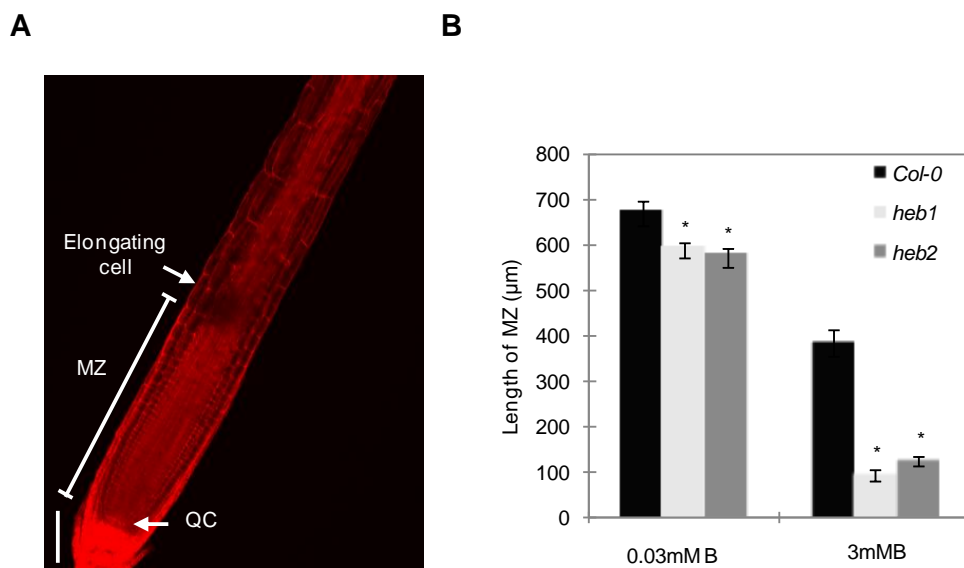 A
B
Elongating
cell
MZ
QC
Length of MZ (μm)
800
700
600
500
400
300
200
100
0
* *
* *
Col-0
heb1
heb2
0.03mM B
3mMB